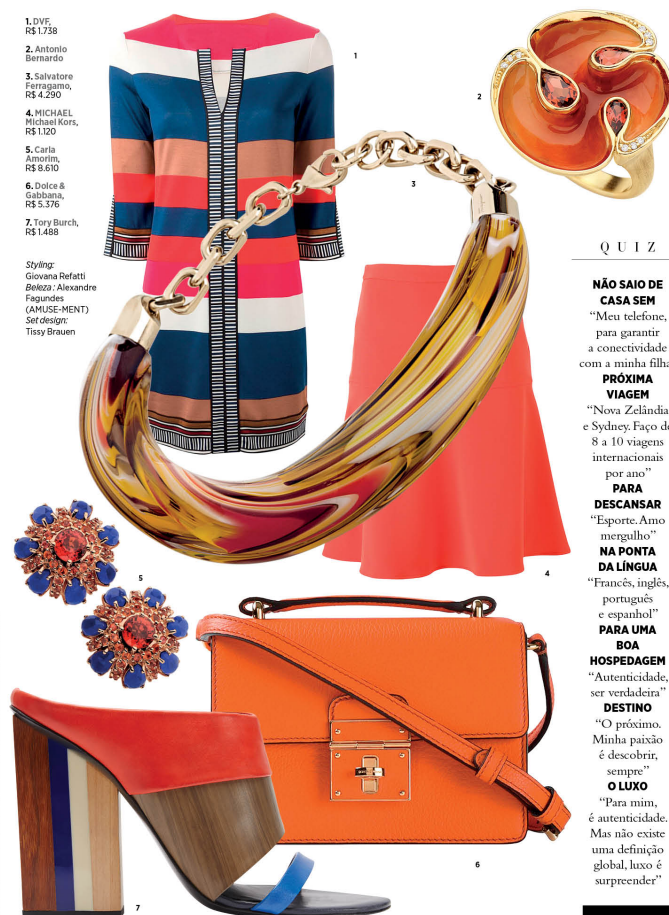 1. DVF,
R$ 1.738
2. Antonio
Bernardo
3. Salvatore
Ferragamo,
R$ 4.290
4. MICHAEL
Michael Kors,
R$ 1.120
5. Carla
Amorim,
R$ 8.610
6. Dolce &
Gabbana,
R$ 5.376
7. Tory Burch,
R$ 1.488
Styling:
Giovana Refatti
Beleza : Alexandre
Fagundes
(AMUSE-MENT)
Set design:
Tissy Brauen
1
2
3
4
5
6
7
QUIZ
NÃO SAIO DE
CASA SEM
“Meu telefone,
para garantir
a conectividade
com a minha filha
PRÓXIMA
VIAGEM
“Nova Zelândia
e Sydney. Faço de
8 a 10 viagens
internacionais
por ano”
PARA
DESCANSAR
“Esporte. Amo
mergulho”
NA PONTA
DA LÍNGUA
“Francês, inglês,
português
e espanhol”
PARA UMA
BOA
HOSPEDAGEM
“Autenticidade,
ser verdadeira”
DESTINO
“O próximo.
Minha paixão
é descobrir,
sempre”
O LUXO
“Para mim,
é autenticidade.
Mas não existe
uma definição
global, luxo é
surpreender”